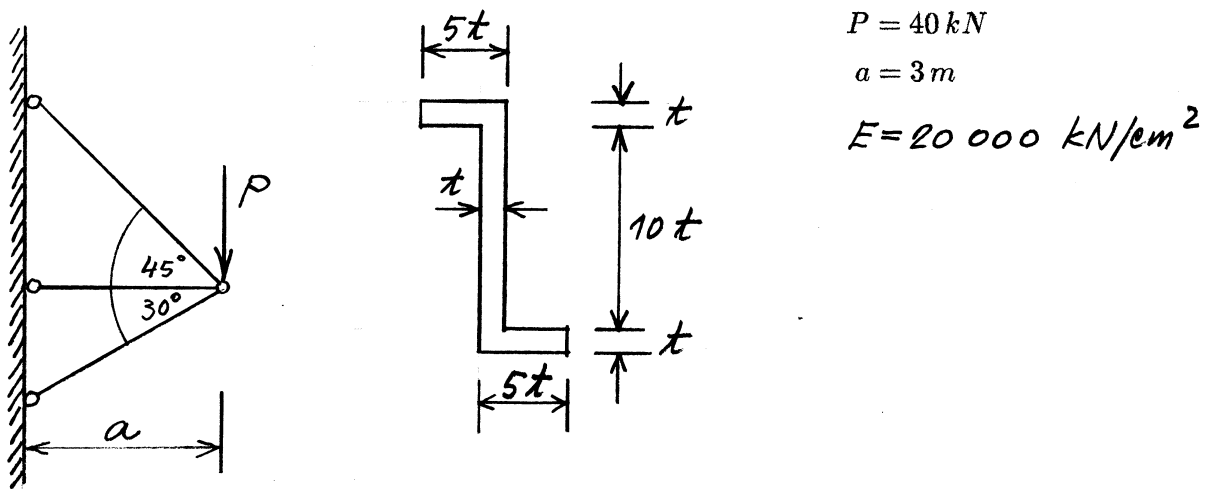 P = 40 kN
a = 3 m
E = 20 000 kN/cm²
P
45°
30°
a
5t
t
t
10t
t
5t